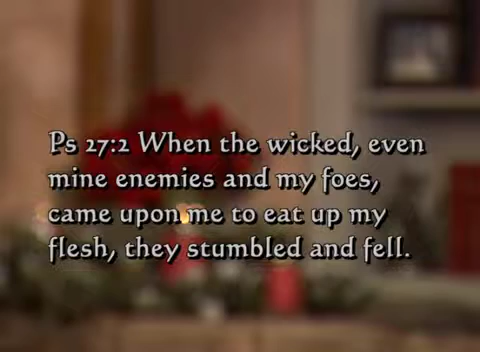 Ps 27:2 When the wicked, even
mine enemies and my foes,
came upon me to eat up my
flesh, they stumbled and fell.